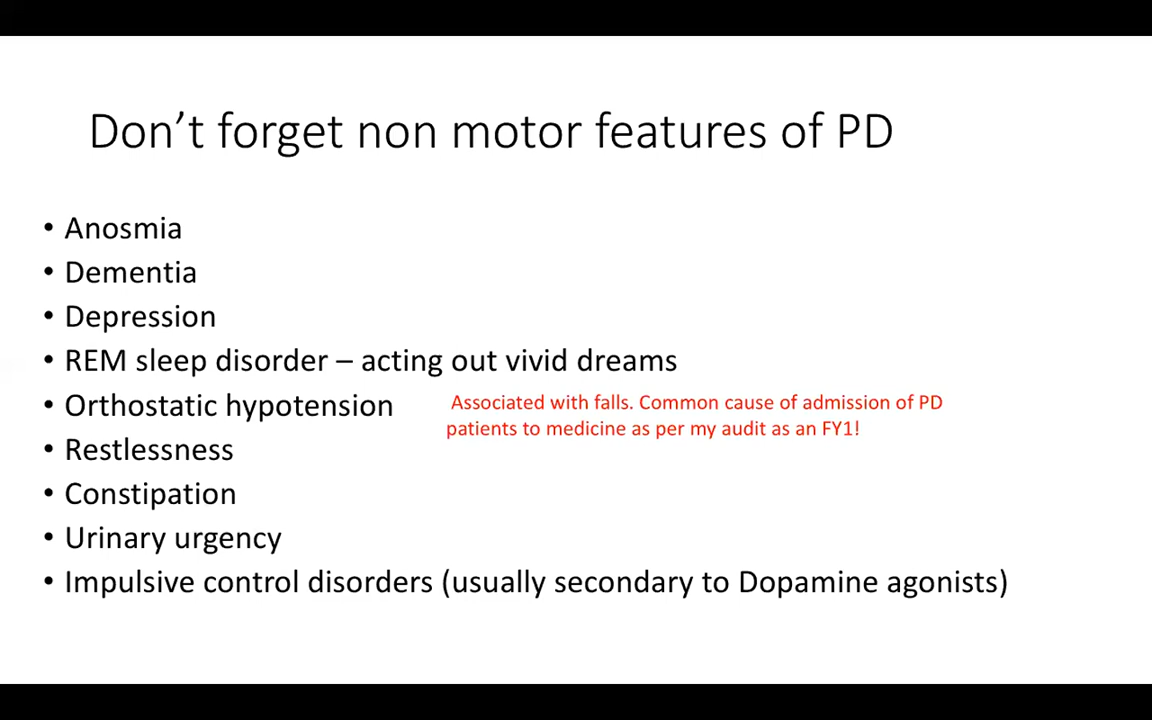 Don't forget non motor features of PD
• Anosmia
• Dementia
• Depression
• REM sleep disorder – acting out vivid dreams
• Orthostatic hypotension
Associated with falls. Common cause of admission of PD
patients to medicine as per my audit as an FY1!
• Restlessness
• Constipation
• Urinary urgency
• Impulsive control disorders (usually secondary to Dopamine agonists)